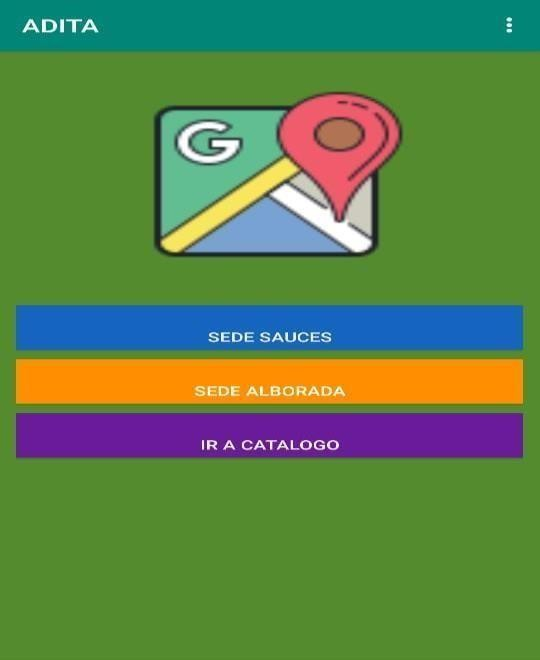 ADITA
G
SEDE SAUCES
SEDE ALBORADA
IR A CATALOGO